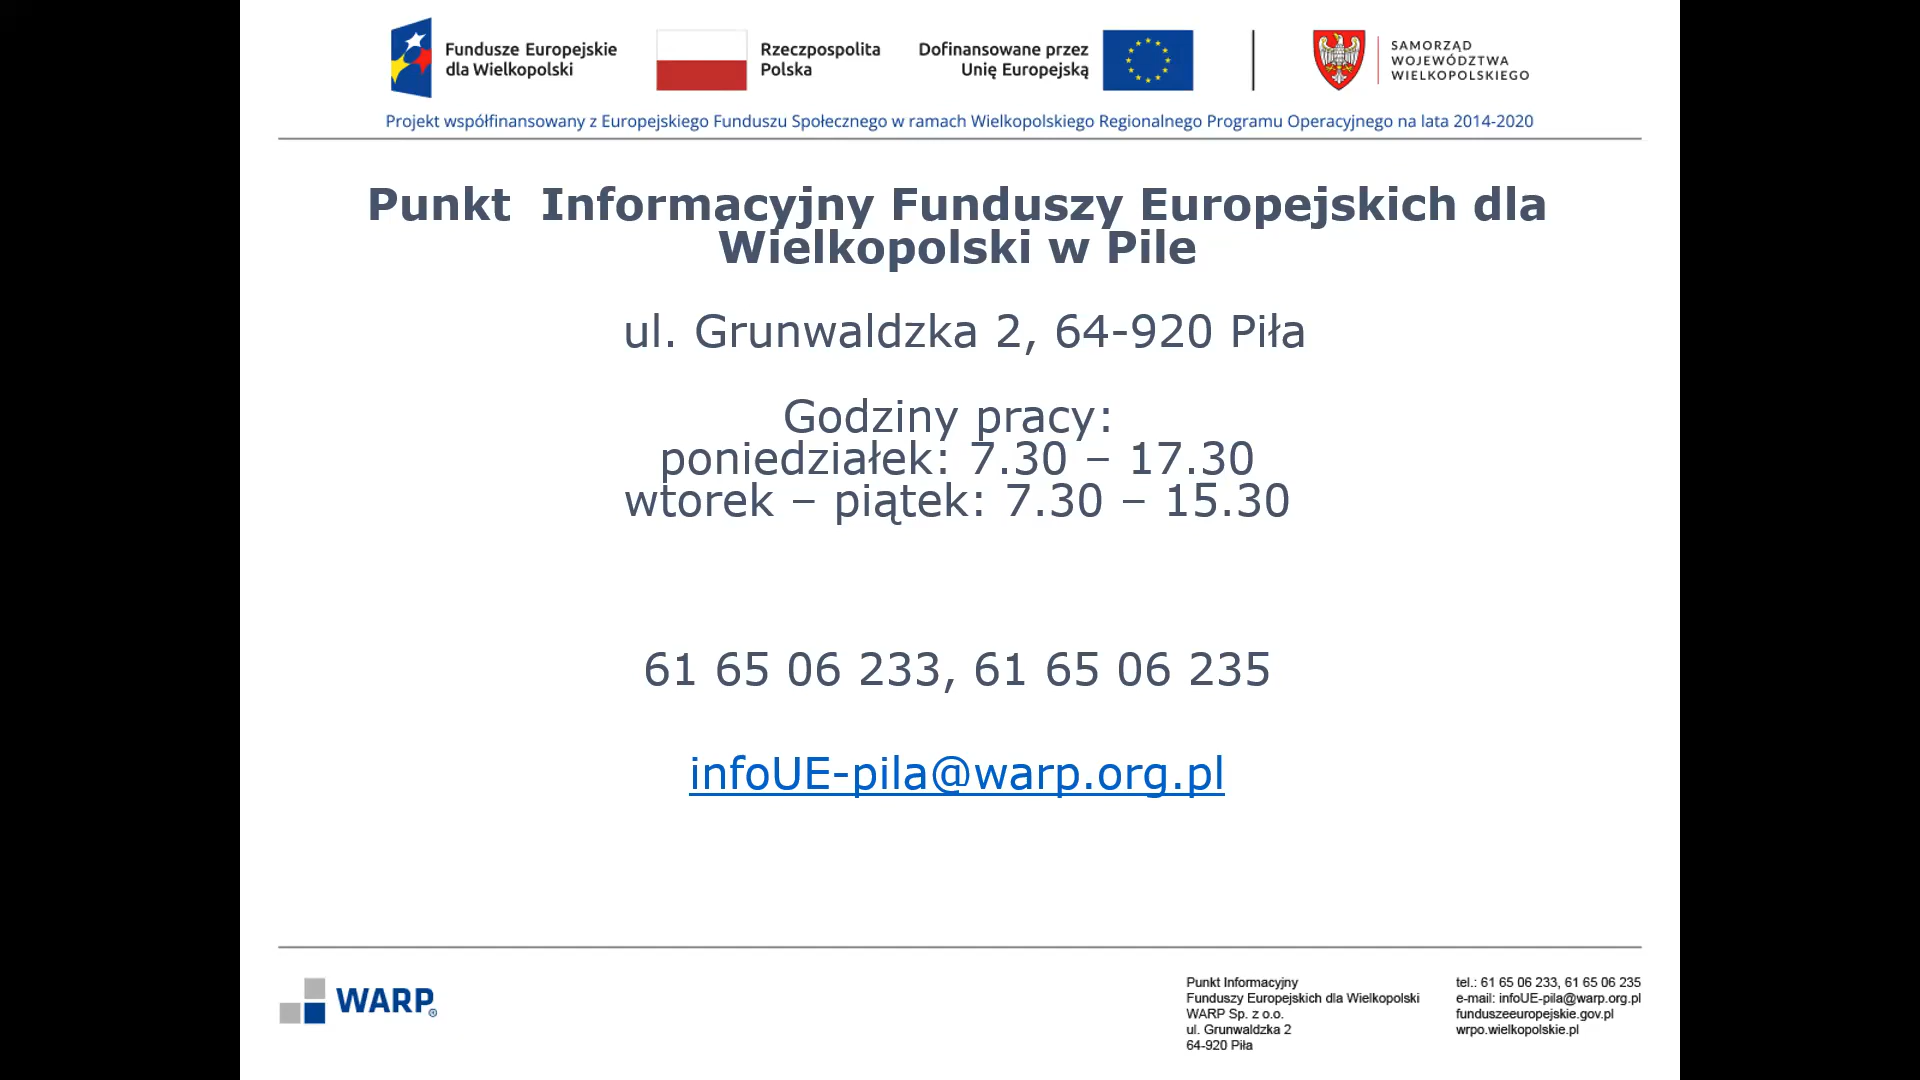 Fundusze Europejskie
dla Wielkopolski
Rzeczpospolita
Polska
Dofinansowane przez
Unię Europejską
SAMORZĄD
WOJEWÓDZTWA
WIELKOPOLSKIEGO
Projekt współfinansowany z Europejskiego Funduszu Społecznego w ramach Wielkopolskiego Regionalnego Programu Operacyjnego na lata 2014-2020
Punkt  Informacyjny Funduszy Europejskich dla
Wielkopolski w Pile
ul. Grunwaldzka 2, 64-920 Piła
Godziny pracy:
poniedziałek: 7.30 – 17.30
wtorek – piątek: 7.30 – 15.30
61 65 06 233, 61 65 06 235
infoUE-pila@warp.org.pl
WARP®
Punkt Informacyjny
Funduszy Europejskich dla Wielkopolski
WARP Sp. z o.o.
ul. Grunwaldzka 2
64-920 Piła
tel.: 61 65 06 233, 61 65 06 235
e-mail: infoUE-pila@warp.org.pl
funduszeeuropejskie.gov.pl
wrpo.wielkopolskie.pl